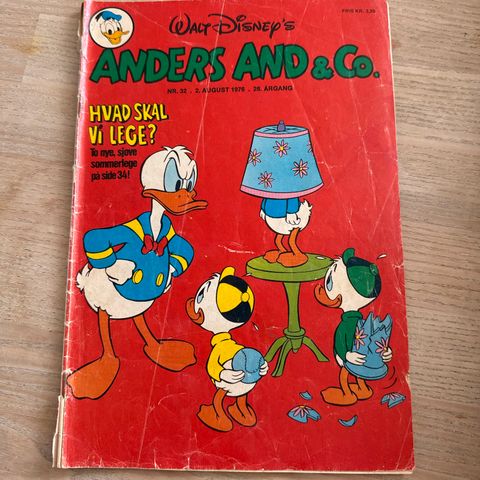 WALT DISNEY'S
PRIS KR. 3,85
ANDERS AND & Co.
NR. 32 . 2. AUGUST 1976 . 28. ÅRGANG
HVAD SKAL
VI LEGE?
To nye, sjove
sommerlege
på side 34!